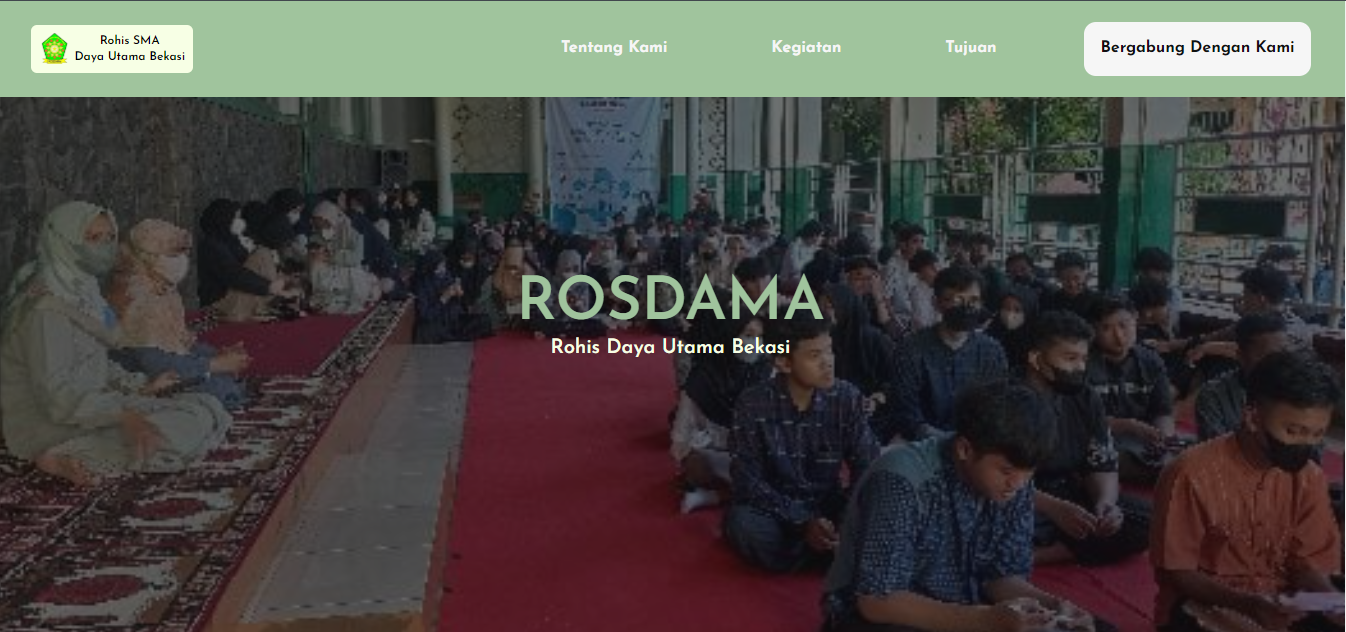 Rohis SMA
Daya Utama Bekasi
Tentang Kami
Kegiatan
Tujuan
Bergabung Dengan Kami
ROSDAMA
Rohis Daya Utama Bekasi